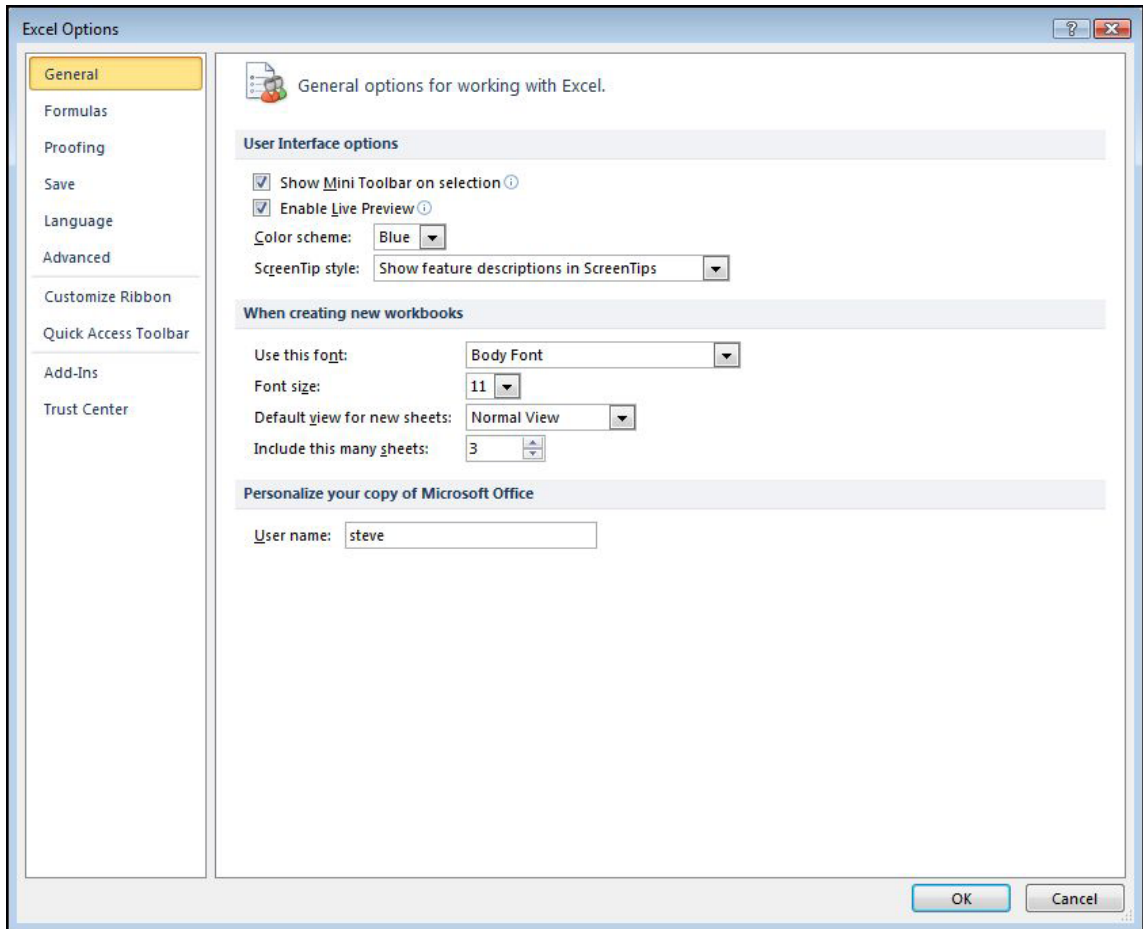 Excel Options
General
Formulas
Proofing
Save
Language
Advanced
Customize Ribbon
Quick Access Toolbar
Add-Ins
Trust Center
General options for working with Excel.
User Interface options
Show Mini Toolbar on selection
Enable Live Preview
Color scheme: Blue
ScreenTip style: Show feature descriptions in ScreenTips
When creating new workbooks
Use this font: Body Font
Font size: 11
Default view for new sheets: Normal View
Include this many sheets: 3
Personalize your copy of Microsoft Office
User name: steve
OK Cancel